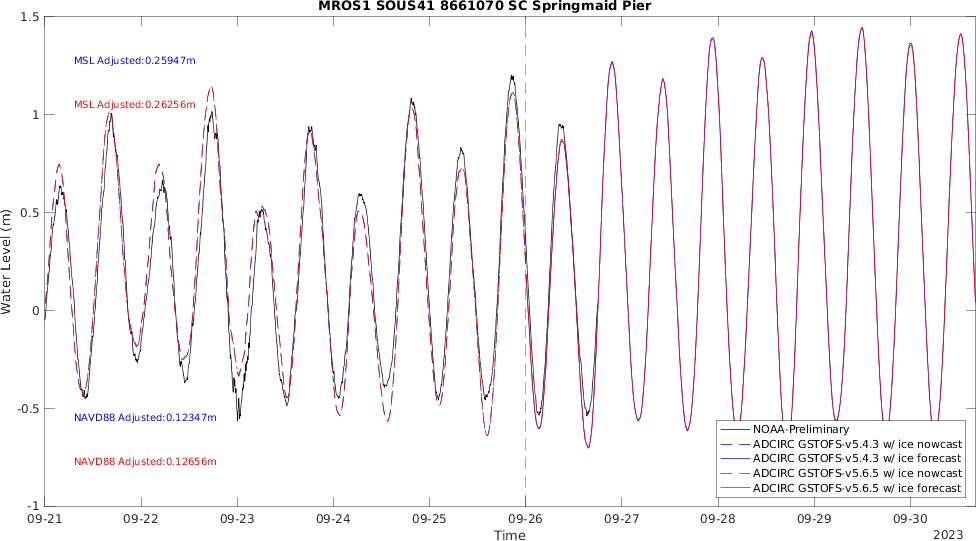 MROS1 SOUS41 8661070 SC Springmaid Pier
1.5
1
0.5
0
-0.5
-1
Water Level (m)
MSL Adjusted:0.25947m
MSL Adjusted:0.26256m
NAVD88 Adjusted:0.12347m
NAVD88 Adjusted:0.12656m
NOAA-Preliminary
ADCIRC GSTOFS-v5.4.3 w/ ice nowcast
ADCIRC GSTOFS-v5.4.3 w/ ice forecast
ADCIRC GSTOFS-v5.6.5 w/ ice nowcast
ADCIRC GSTOFS-v5.6.5 w/ ice forecast
09-21 09-22 09-23 09-24 09-25 09-26 09-27 09-28 09-29 09-30
Time
2023